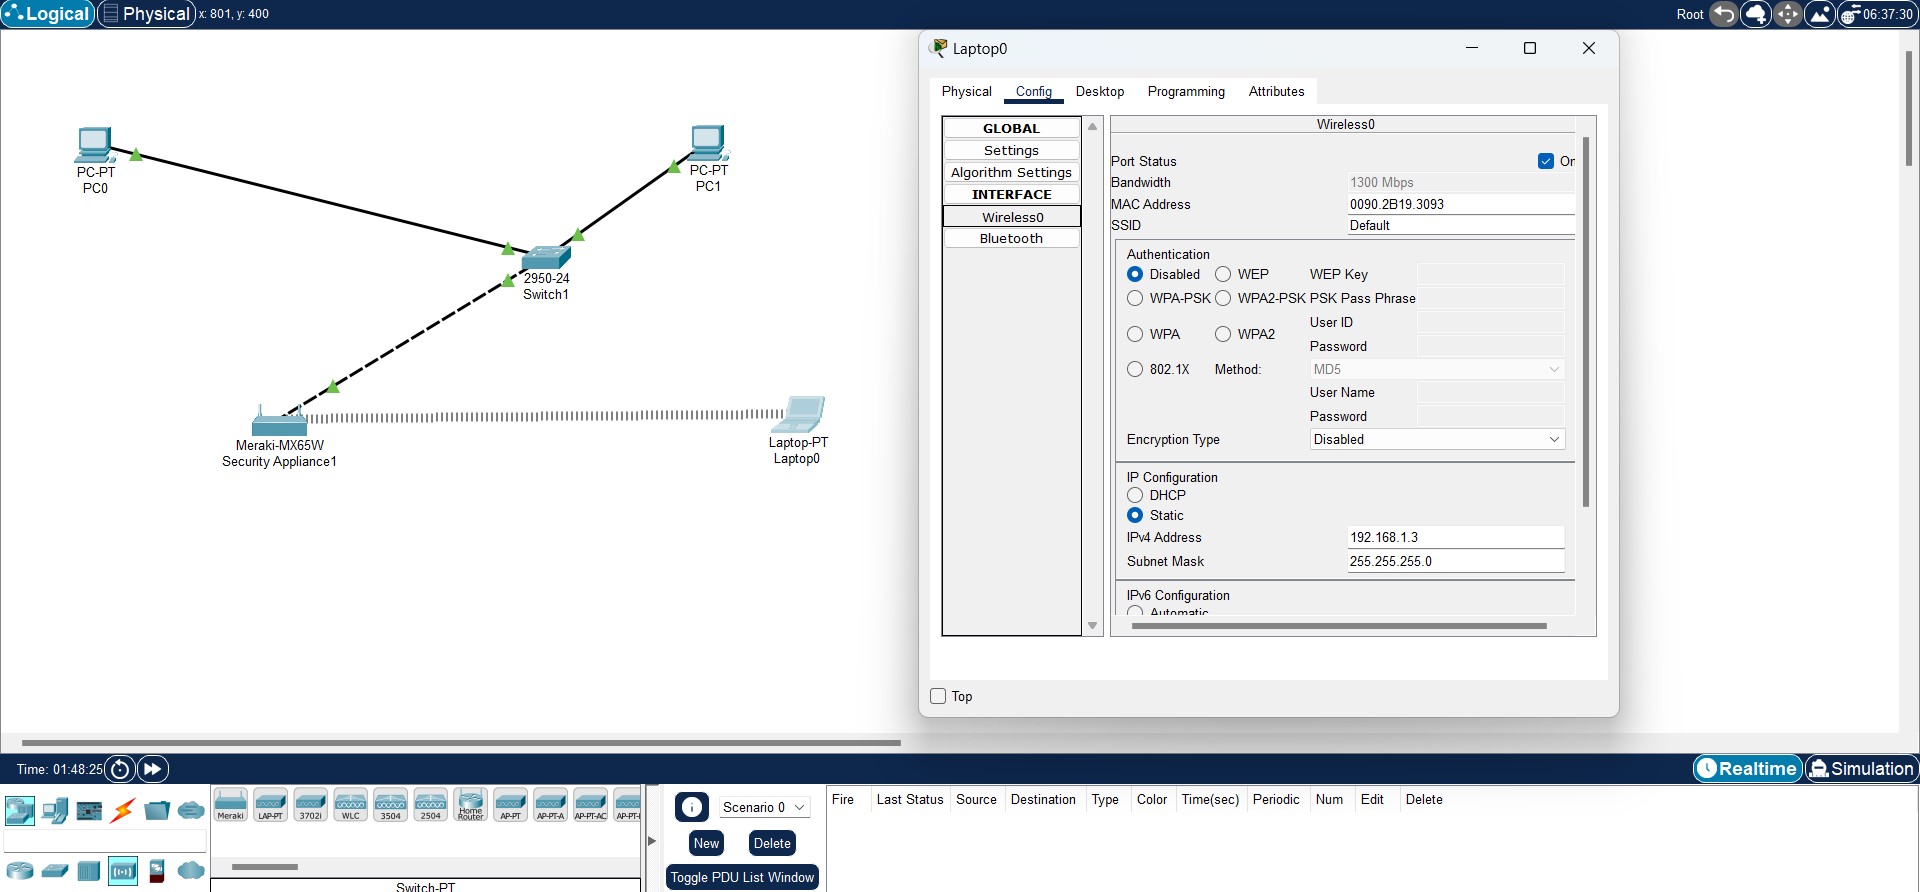 Logical Physical x: 801, y: 400 Root 06:37:30
Laptop0
Physical Config Desktop Programming Attributes
GLOBAL
Settings
Algorithm Settings
INTERFACE
Wireless0
Bluetooth
Wireless0
Port Status On
Bandwidth 1300 Mbps
MAC Address 0090.2B19.3093
SSID Default
Authentication
Disabled WEP WEP Key
WPA-PSK WPA2-PSK PSK Pass Phrase
User ID
WPA WPA2
Password
802.1X Method: MD5
User Name
Password
Encryption Type Disabled
IP Configuration
DHCP
Static
IPv4 Address 192.168.1.3
Subnet Mask 255.255.255.0
IPv6 Configuration
Automatic
Top
PC-PT
PC0
PC-PT
PC1
2950-24
Switch1
Meraki-MX65W
Security Appliance1
Laptop-PT
Laptop0
Time: 01:48:25 Realtime Simulation
Meraki LAP-PT 3702i WLC 3504 2504 Home Router AP-PT AP-PT-A AP-PT-AC AP-PT-
Switch-PT
Scenario 0
New Delete
Toggle PDU List Window
Fire Last Status Source Destination Type Color Time(sec) Periodic Num Edit Delete